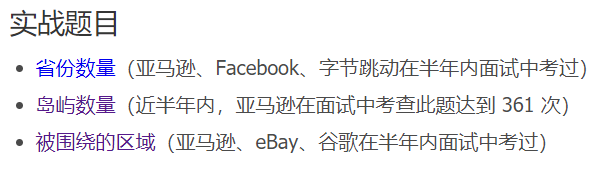 实战题目
省份数量（亚马逊、Facebook、字节跳动在半年内面试中考过）
岛屿数量（近半年内，亚马逊在面试中考查此题达到 361 次）
被围绕的区域（亚马逊、eBay、谷歌在半年内面试中考过）